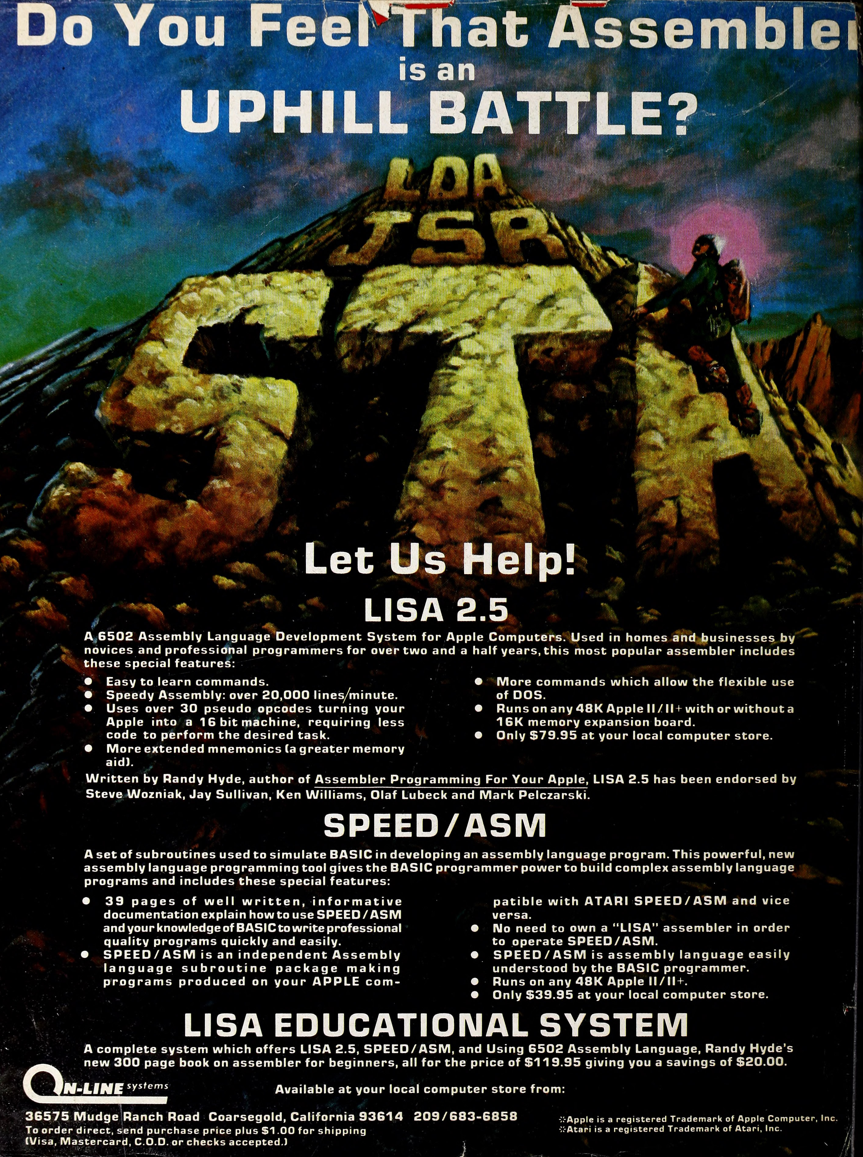 Do You Feel That Assembler
is an
UPHILL BATTLE?
LDA
JSR
STA
Let Us Help!
LISA 2.5
A 6502 Assembly Language Development System for Apple Computers. Used in homes and businesses by
novices and professional programmers for over two and a half years, this most popular assembler includes
these special features:
● Easy to learn commands.
● Speedy Assembly: over 20,000 lines/minute.
● Uses over 30 pseudo opcodes turning your
Apple into a 16 bit machine, requiring less
code to perform the desired task.
● More extended mnemonics (a greater memory
aid).
● More commands which allow the flexible use
of DOS.
● Runs on any 48K Apple II/II+ with or without a
16K memory expansion board.
● Only $79.95 at your local computer store.
Written by Randy Hyde, author of Assembler Programming For Your Apple, LISA 2.5 has been endorsed by
Steve Wozniak, Jay Sullivan, Ken Williams, Olaf Lubeck and Mark Pelczarski.
SPEED/ASM
A set of subroutines used to simulate BASIC in developing an assembly language program. This powerful, new
assembly language programming tool gives the BASIC programmer power to build complex assembly language
programs and includes these special features:
● 39 pages of well written, informative
documentation explain how to use SPEED/ASM
and your knowledge of BASIC to write professional
quality programs quickly and easily.
● SPEED/ASM is an independent Assembly
language subroutine package making
programs produced on your APPLE com-
patible with ATARI SPEED/ASM and vice
versa.
● No need to own a "LISA" assembler in order
to operate SPEED/ASM.
● SPEED/ASM is assembly language easily
understood by the BASIC programmer.
● Runs on any 48K Apple II/II+.
● Only $39.95 at your local computer store.
LISA EDUCATIONAL SYSTEM
A complete system which offers LISA 2.5, SPEED/ASM, and Using 6502 Assembly Language, Randy Hyde's
new 300 page book on assembler for beginners, all for the price of $119.95 giving you a savings of $20.00.
ON-LINE systems
Available at your local computer store from:
36575 Mudge Ranch Road Coarsegold, California 93614 209/683-6858
To order direct, send purchase price plus $1.00 for shipping
(Visa, Mastercard, C.O.D. or checks accepted.)
※Apple is a registered Trademark of Apple Computer, Inc.
※Atari is a registered Trademark of Atari, Inc.